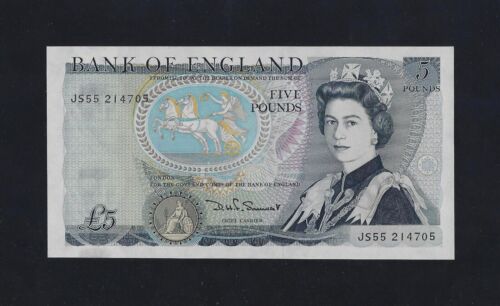 BANK OF ENGLAND
I PROMISE TO PAY THE BEARER ON DEMAND THE SUM OF
5
POUNDS
JS55 214705
FIVE
POUNDS
LONDON
FOR THE GOVR AND COMPA OF THE BANK OF ENGLAND
£5
CHIEF CASHIER
JS55 214705